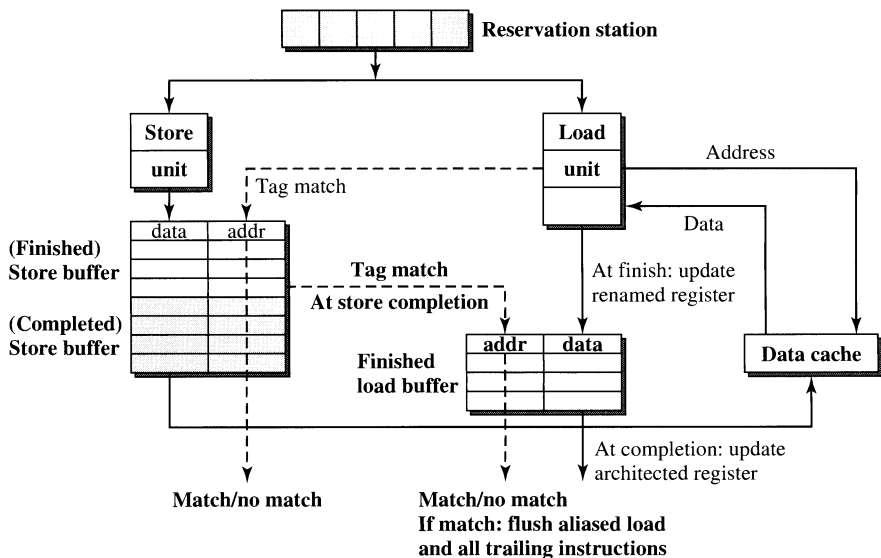 Reservation station
Store
unit
Load
unit
Address
Tag match
Data
data addr
(Finished)
Store buffer
Tag match
At store completion
At finish: update
renamed register
(Completed)
Store buffer
addr data
Finished
load buffer
Data cache
At completion: update
architected register
Match/no match
Match/no match
If match: flush aliased load
and all trailing instructions